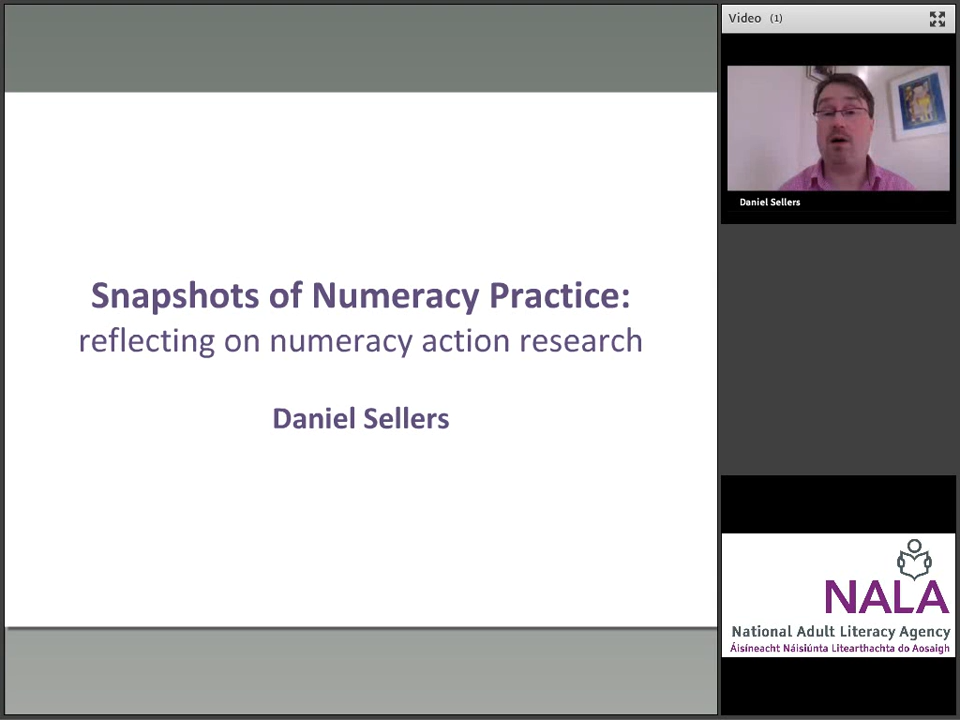 Snapshots of Numeracy Practice:
reflecting on numeracy action research
Daniel Sellers
Video (1)
Daniel Sellers
NALA
National Adult Literacy Agency
Áisíneacht Náisiúnta Litearthachta do Aosaigh